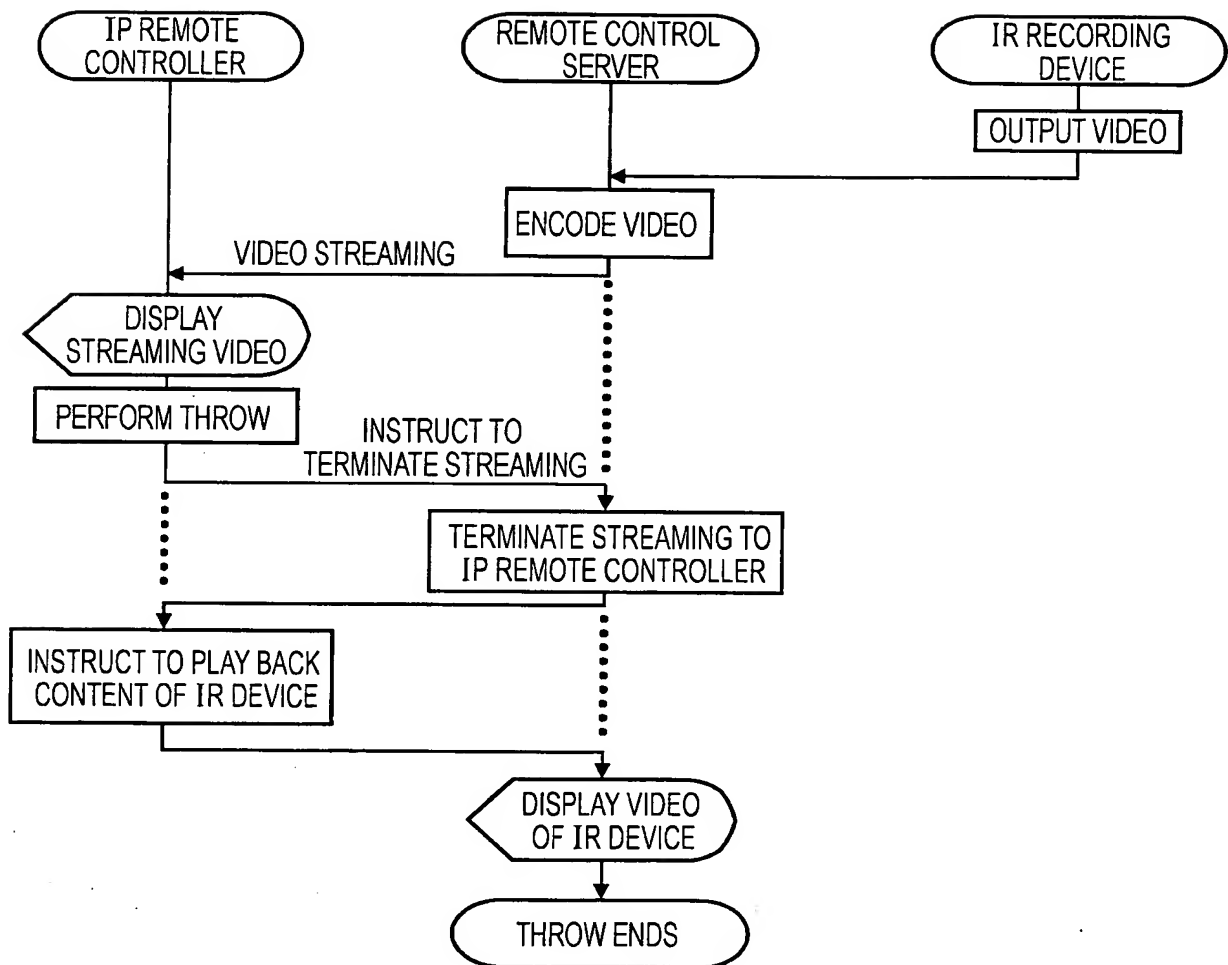 IP REMOTE
CONTROLLER
REMOTE CONTROL
SERVER
IR RECORDING
DEVICE
OUTPUT VIDEO
ENCODE VIDEO
VIDEO STREAMING
DISPLAY
STREAMING VIDEO
PERFORM THROW
INSTRUCT TO
TERMINATE STREAMING
TERMINATE STREAMING TO
IP REMOTE CONTROLLER
INSTRUCT TO PLAY BACK
CONTENT OF IR DEVICE
DISPLAY VIDEO
OF IR DEVICE
THROW ENDS